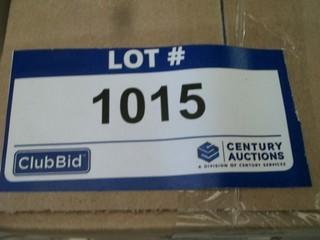 LOT #
1015
ClubBid
CENTURY
AUCTIONS
A DIVISION OF CENTURY SERVICES